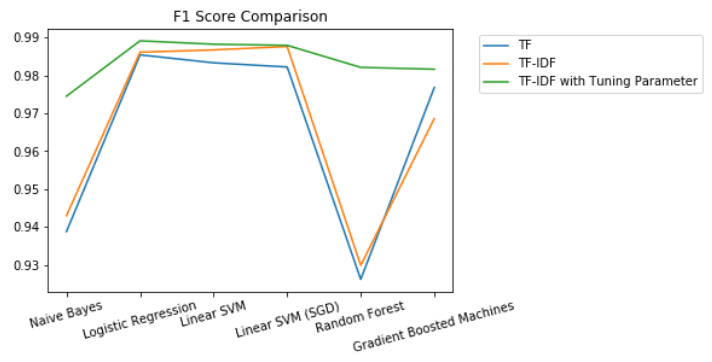 F1 Score Comparison
TF
TF-IDF
TF-IDF with Tuning Parameter
0.99
0.98
0.97
0.96
0.95
0.94
0.93
Naive Bayes
Logistic Regression
Linear SVM
Linear SVM (SGD)
Random Forest
Gradient Boosted Machines